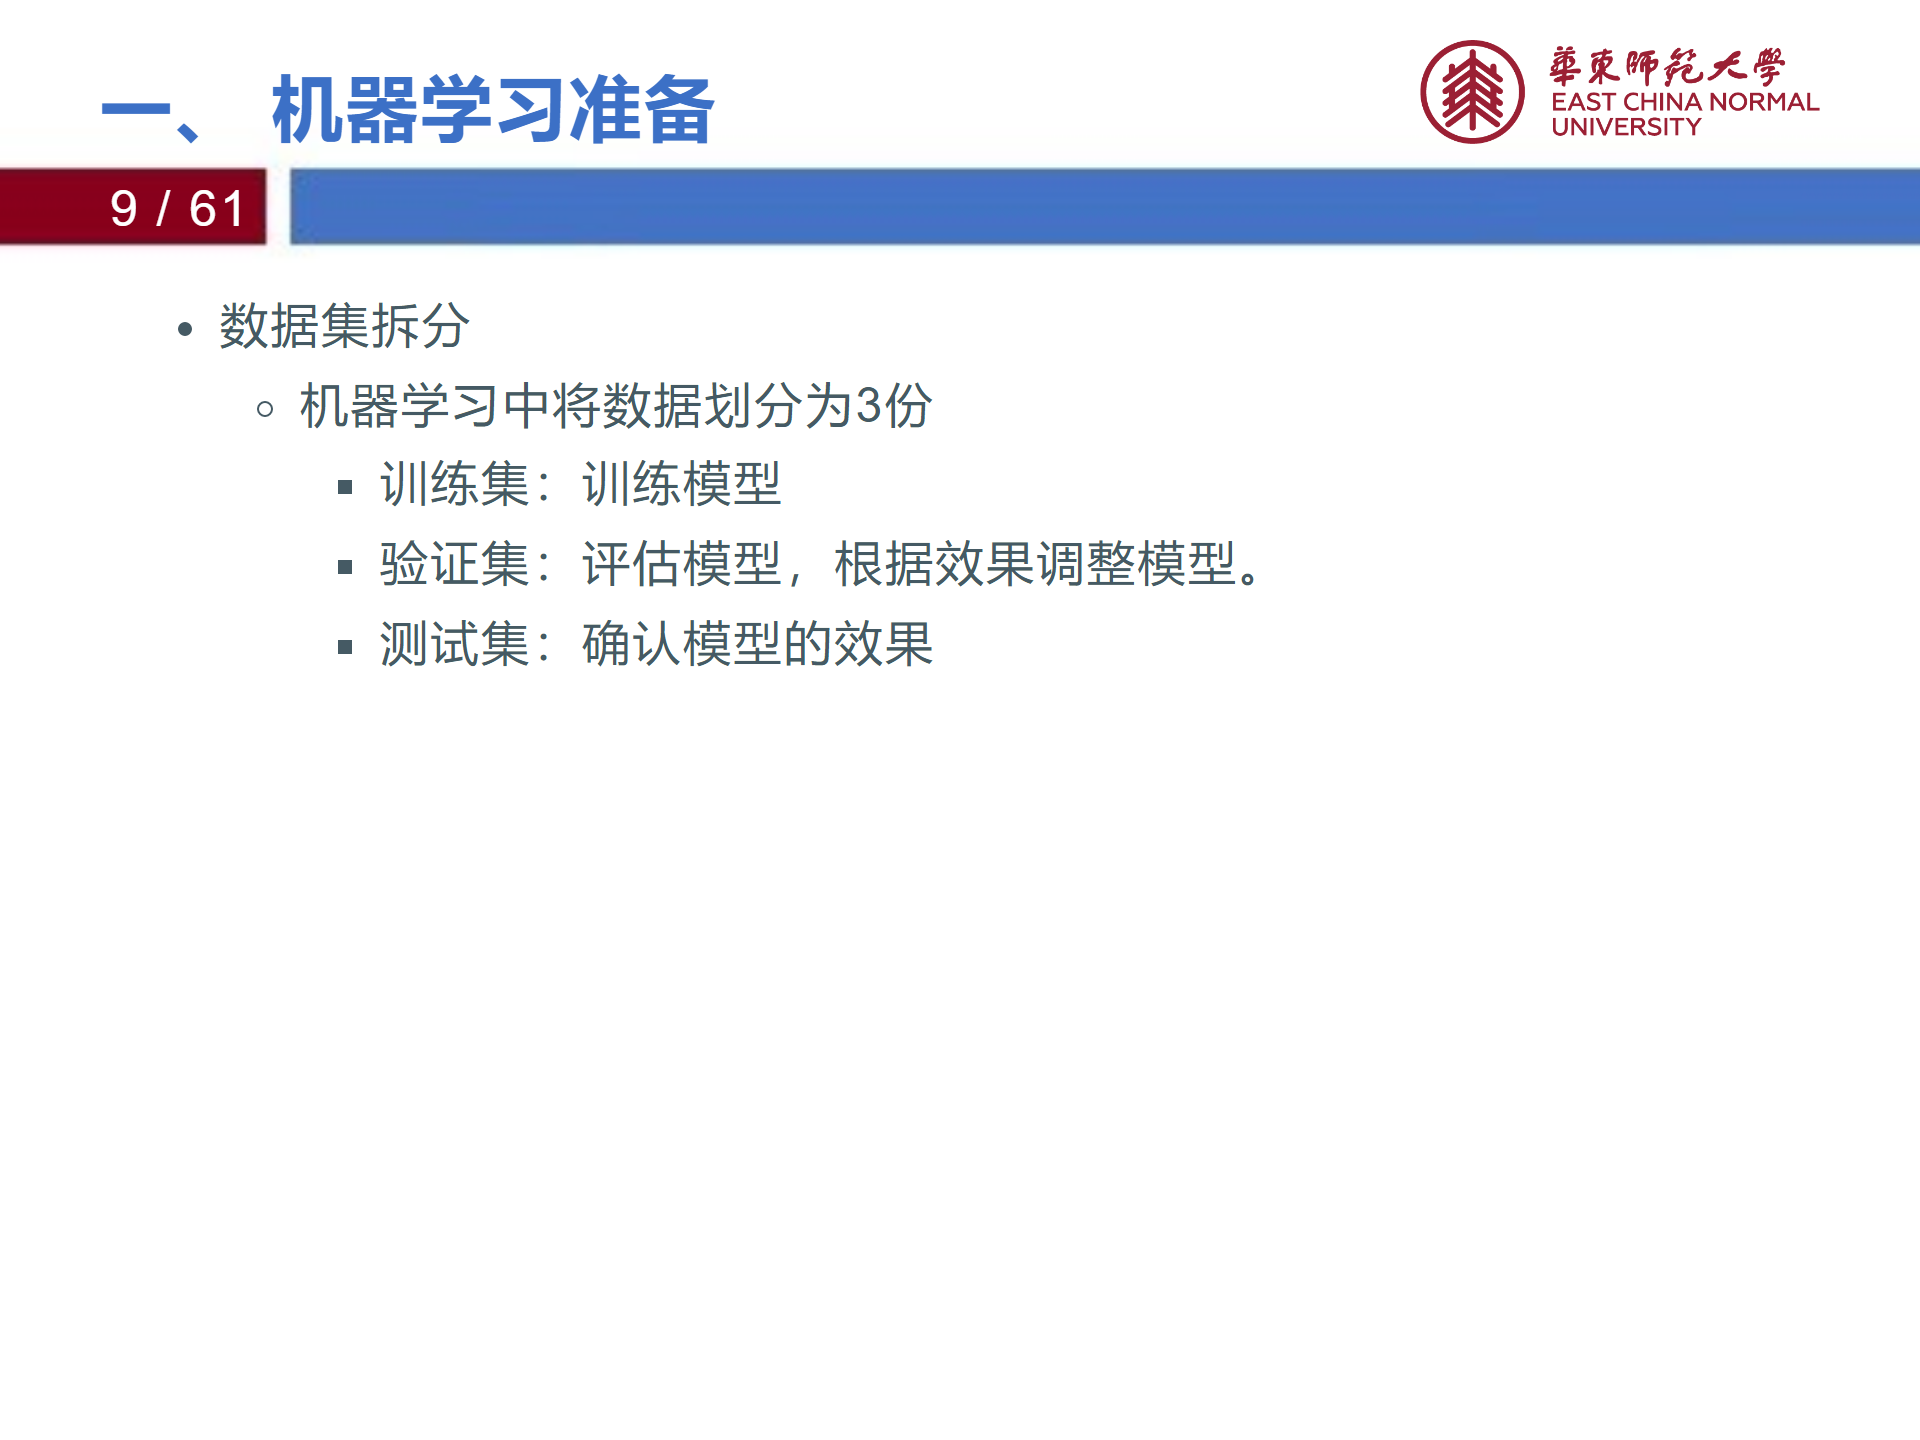 一、 机器学习准备
華東師範大學
EAST CHINA NORMAL
UNIVERSITY
9 / 61
• 数据集拆分
○ 机器学习中将数据划分为3份
▪ 训练集：训练模型
▪ 验证集：评估模型，根据效果调整模型。
▪ 测试集：确认模型的效果